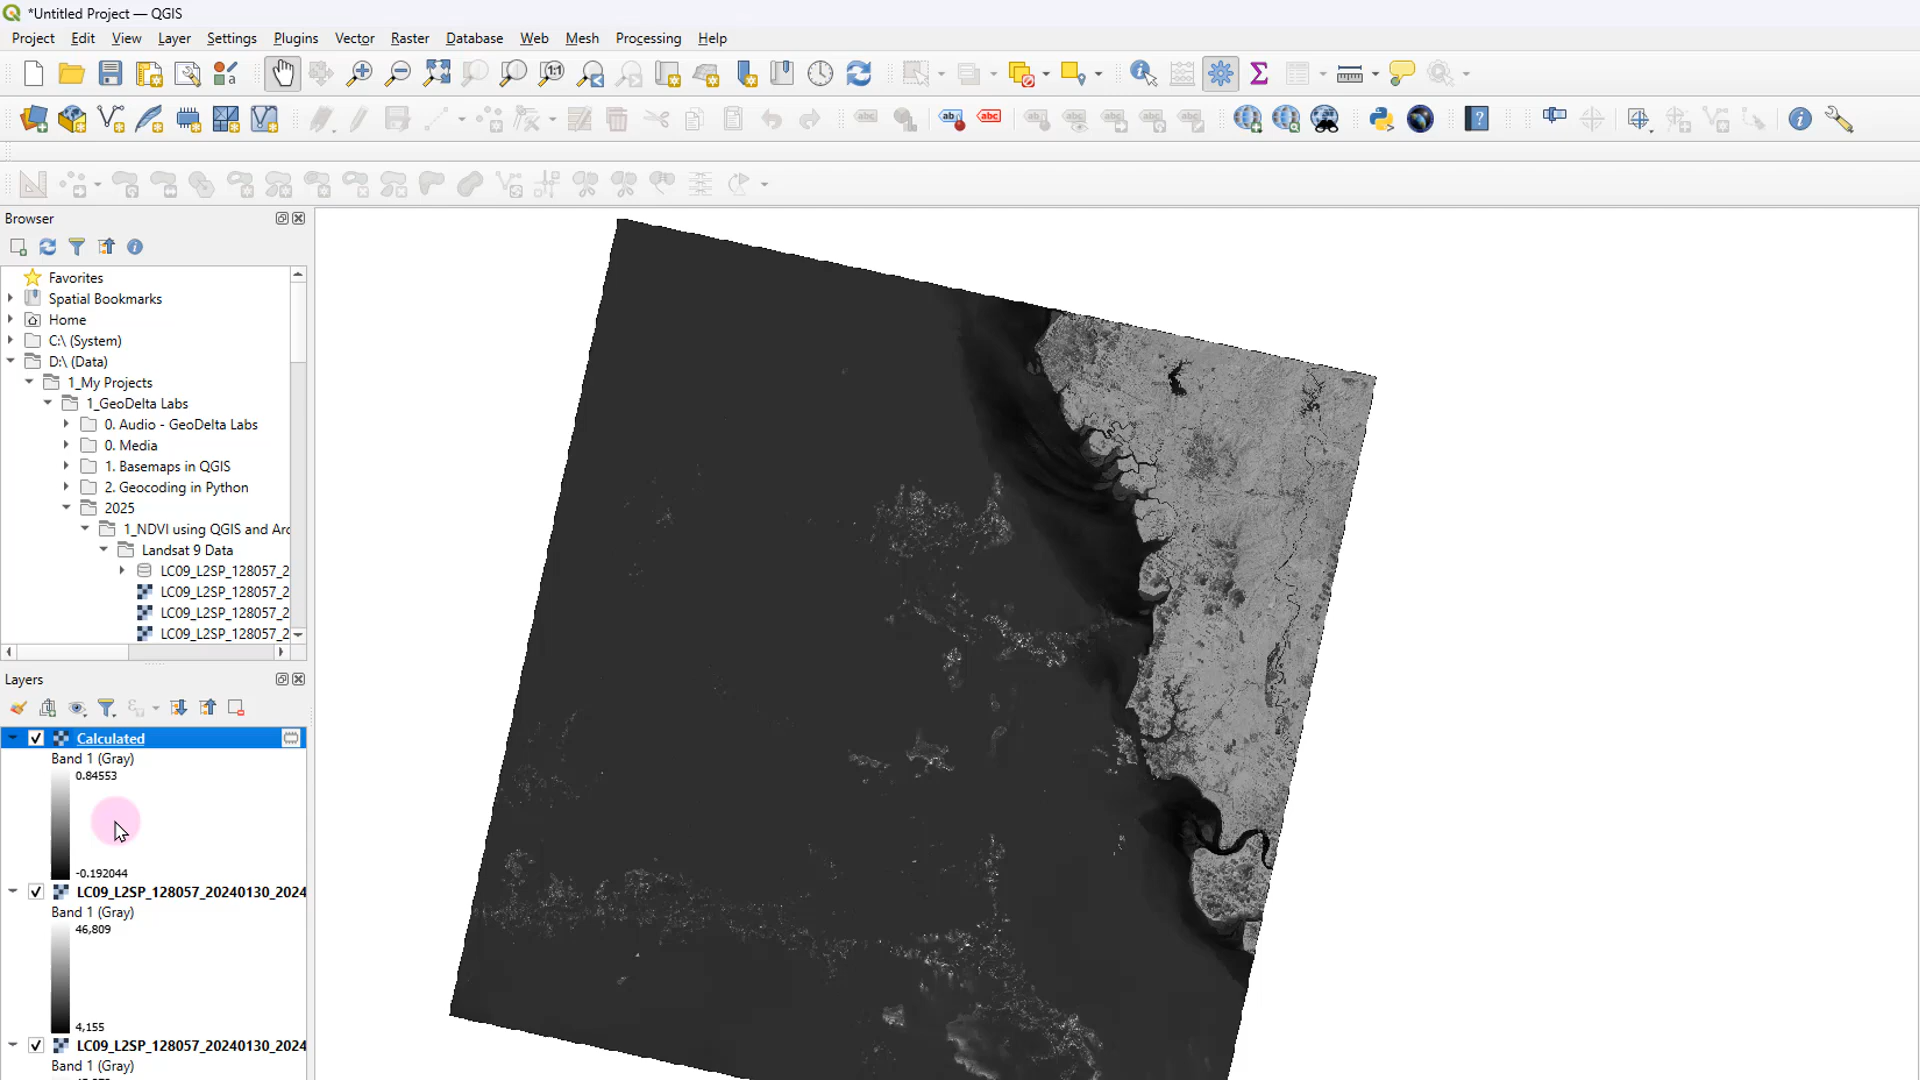 *Untitled Project — QGIS
Project Edit View Layer Settings Plugins Vector Raster Database Web Mesh Processing Help
Browser
Favorites
Spatial Bookmarks
Home
C:\ (System)
D:\ (Data)
1_My Projects
1_GeoDelta Labs
0. Audio - GeoDelta Labs
0. Media
1. Basemaps in QGIS
2. Geocoding in Python
2025
1_NDVI using QGIS and Arc
Landsat 9 Data
LC09_L2SP_128057_2
LC09_L2SP_128057_2
LC09_L2SP_128057_2
LC09_L2SP_128057_2
Layers
Calculated
Band 1 (Gray)
0.84553
-0.192044
LC09_L2SP_128057_20240130_2024
Band 1 (Gray)
46,809
4,155
LC09_L2SP_128057_20240130_2024
Band 1 (Gray)